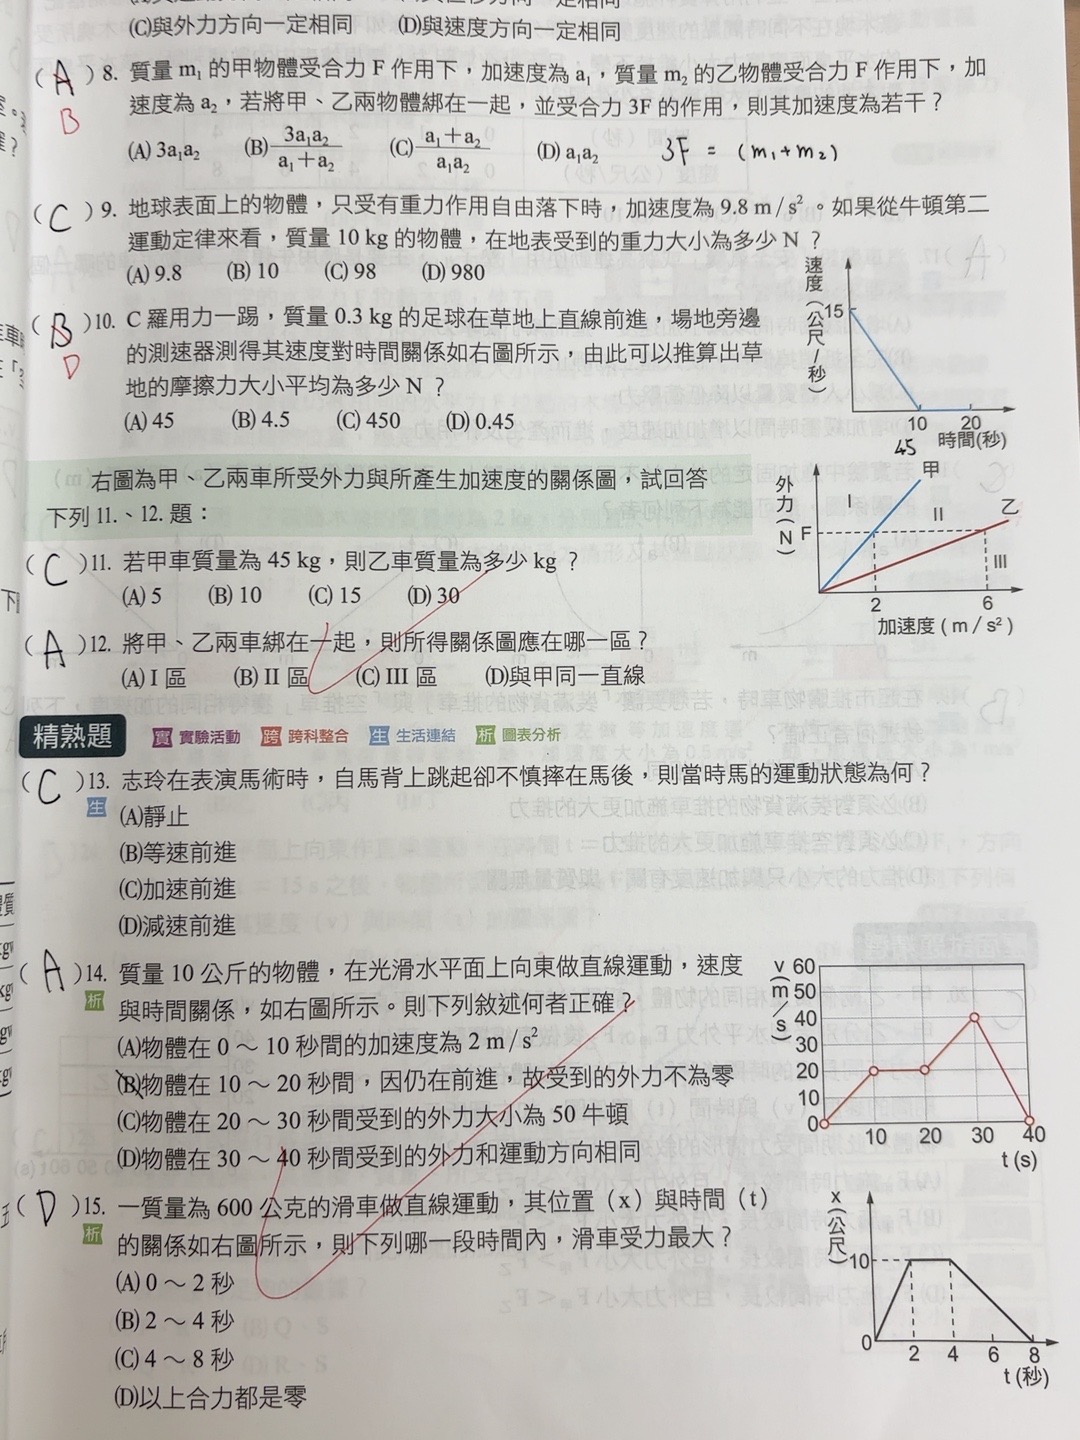 (C)與外力方向一定相同 (D)與速度方向一定相同
( A )8. 質量 m₁ 的甲物體受合力 F 作用下，加速度為 a₁，質量 m₂ 的乙物體受合力 F 作用下，加
B 速度為 a₂，若將甲、乙兩物體綁在一起，並受合力 3F 的作用，則其加速度為若干？
(A) 3a₁a₂ (B) 3a₁a₂/(a₁+a₂) (C) (a₁+a₂)/a₁a₂ (D) a₁a₂ 3F = (m₁+m₂)
( C )9. 地球表面上的物體，只受有重力作用自由落下時，加速度為 9.8 m/s²。如果從牛頓第二
運動定律來看，質量 10 kg 的物體，在地表受到的重力大小為多少 N？
(A) 9.8 (B) 10 (C) 98 (D) 980
( B )10. C 羅用力一踢，質量 0.3 kg 的足球在草地上直線前進，場地旁邊
D 的測速器測得其速度對時間關係如右圖所示，由此可以推算出草
地的摩擦力大小平均為多少 N？
(A) 45 (B) 4.5 (C) 450 (D) 0.45
速度(公尺/秒)
15
10 20
時間(秒)
45
右圖為甲、乙兩車所受外力與所產生加速度的關係圖，試回答
下列 11.、12. 題：
( C )11. 若甲車質量為 45 kg，則乙車質量為多少 kg？
(A) 5 (B) 10 (C) 15 (D) 30
( A )12. 將甲、乙兩車綁在一起，則所得關係圖應在哪一區？
(A) I 區 (B) II 區 (C) III 區 (D)與甲同一直線
外力(N)
甲
I II 乙
F
III
2 6
加速度 ( m / s² )
精熟題 實 實驗活動 跨 跨科整合 生 生活連結 析 圖表分析
( C )13. 志玲在表演馬術時，自馬背上跳起卻不慎摔在馬後，則當時馬的運動狀態為何？
生 (A)靜止
(B)等速前進
(C)加速前進
(D)減速前進
( A )14. 質量 10 公斤的物體，在光滑水平面上向東做直線運動，速度
析 與時間關係，如右圖所示。則下列敘述何者正確？
(A)物體在 0～10 秒間的加速度為 2 m/s²
(B)物體在 10～20 秒間，因仍在前進，故受到的外力不為零
(C)物體在 20～30 秒間受到的外力大小為 50 牛頓
(D)物體在 30～40 秒間受到的外力和運動方向相同
v(m/s)
60
50
40
30
20
10
0
10 20 30 40
t (s)
( D )15. 一質量為 600 公克的滑車做直線運動，其位置（x）與時間（t）
析 的關係如右圖所示，則下列哪一段時間內，滑車受力最大？
(A) 0～2 秒
(B) 2～4 秒
(C) 4～8 秒
(D)以上合力都是零
x(公尺)
10
0
2 4 6 8
t (秒)